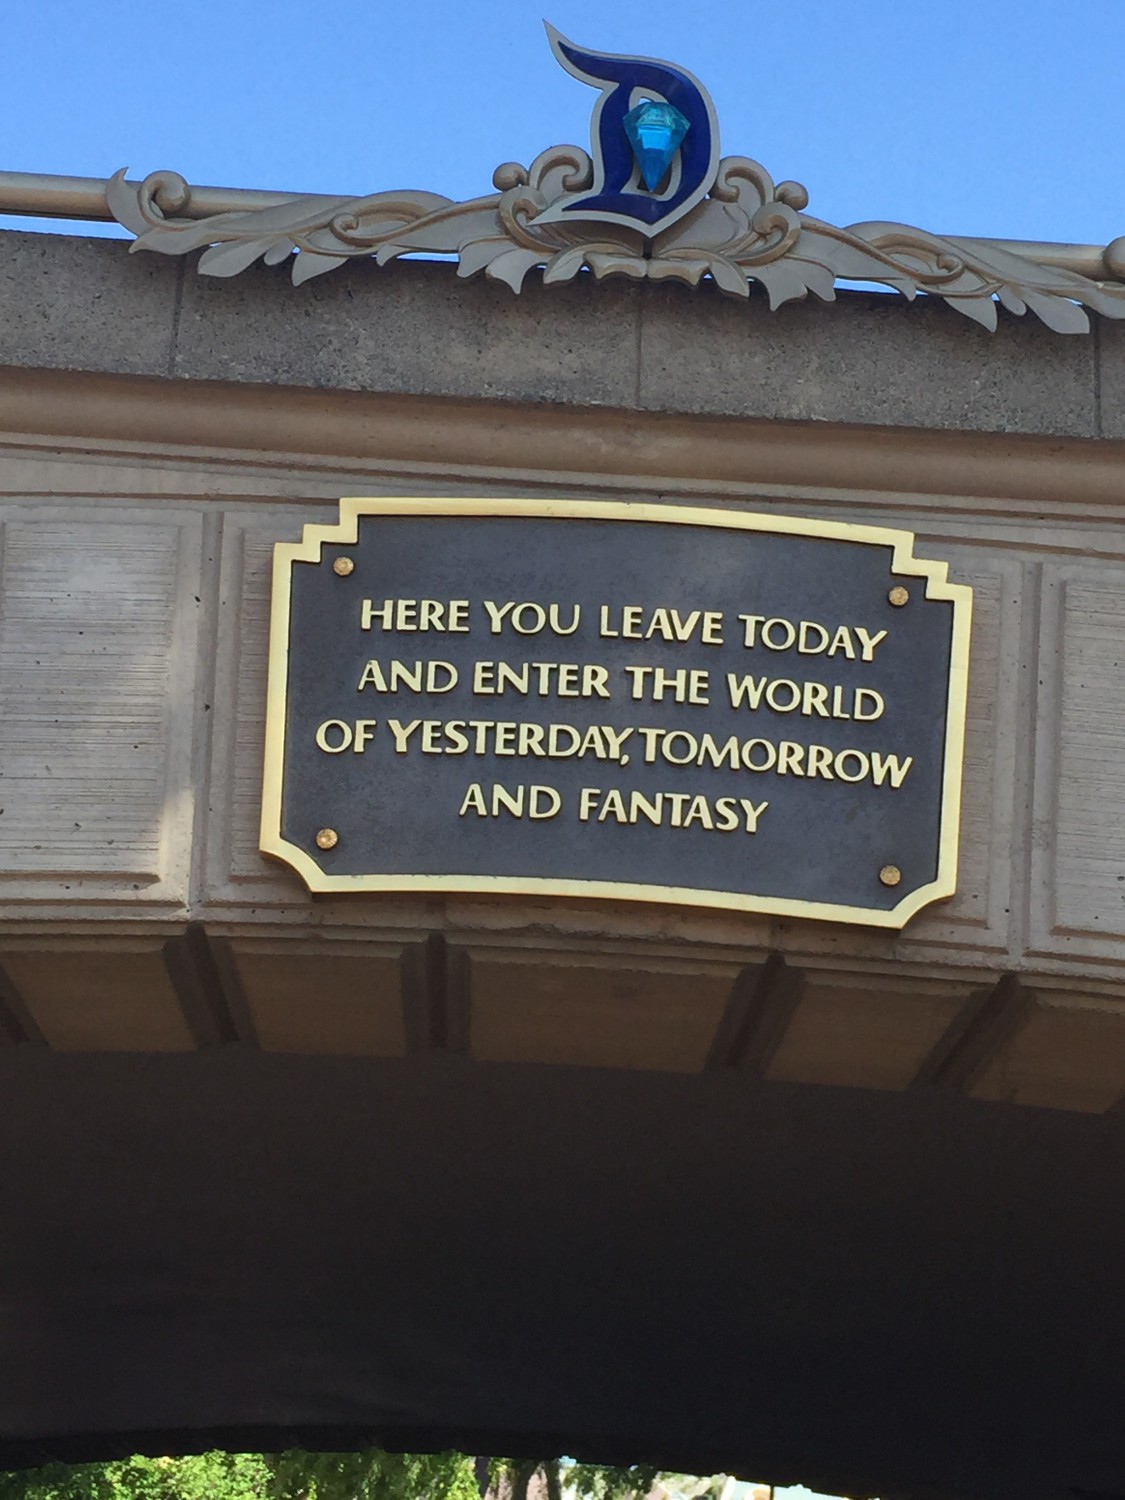 D
HERE YOU LEAVE TODAY
AND ENTER THE WORLD
OF YESTERDAY, TOMORROW
AND FANTASY